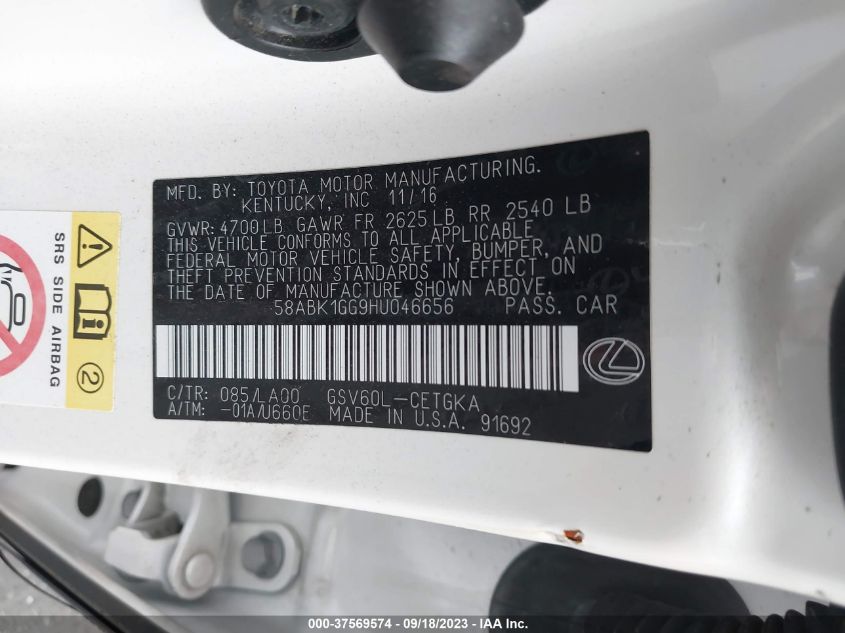 MFD. BY: TOYOTA MOTOR MANUFACTURING.
KENTUCKY, INC 11/16
GVWR: 4700LB GAWR FR 2625LB RR 2540 LB
THIS VEHICLE CONFORMS TO ALL APPLICABLE
FEDERAL MOTOR VEHICLE SAFETY, BUMPER, AND
THEFT PREVENTION STANDARDS IN EFFECT ON
THE DATE OF MANUFACTURE SHOWN ABOVE.
58ABK1GG9HU046656 PASS. CAR
C/TR: 085/LA00 GSV60L-CETGKA
A/TM: -01A/U660E MADE IN U.S.A. 91692
SRS SIDE AIRBAG
2
000-37569574 / 09/18/2023 - IAA Inc.